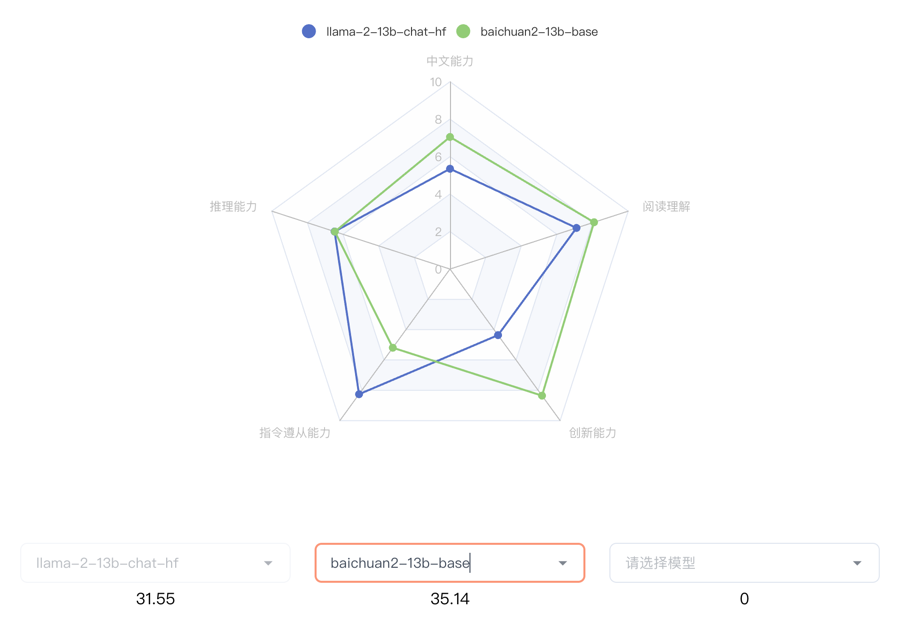 llama-2-13b-chat-hf baichuan2-13b-base
中文能力
10
8
6
4
2
0
推理能力
阅读理解
指令遵从能力
创新能力
llama-2-13b-chat-hf baichuan2-13b-base 请选择模型
31.55 35.14 0